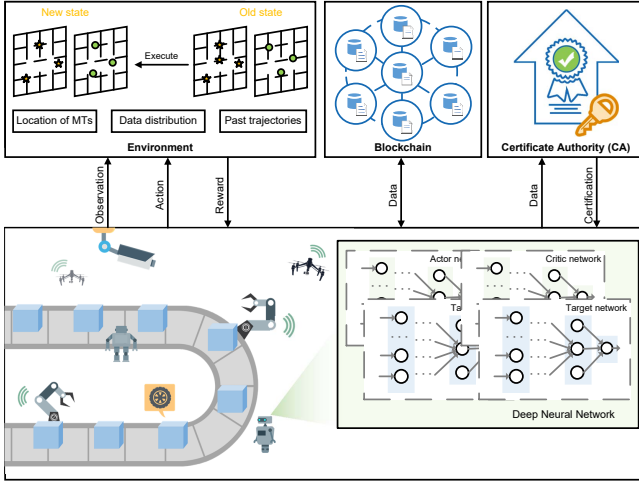 New state
Old state
Execute
Location of MTs
Data distribution
Past trajectories
Environment
Blockchain
Certificate Authority (CA)
Observation
Action
Reward
Data
Data
Certification
Actor
Critic network
Target network
Deep Neural Network